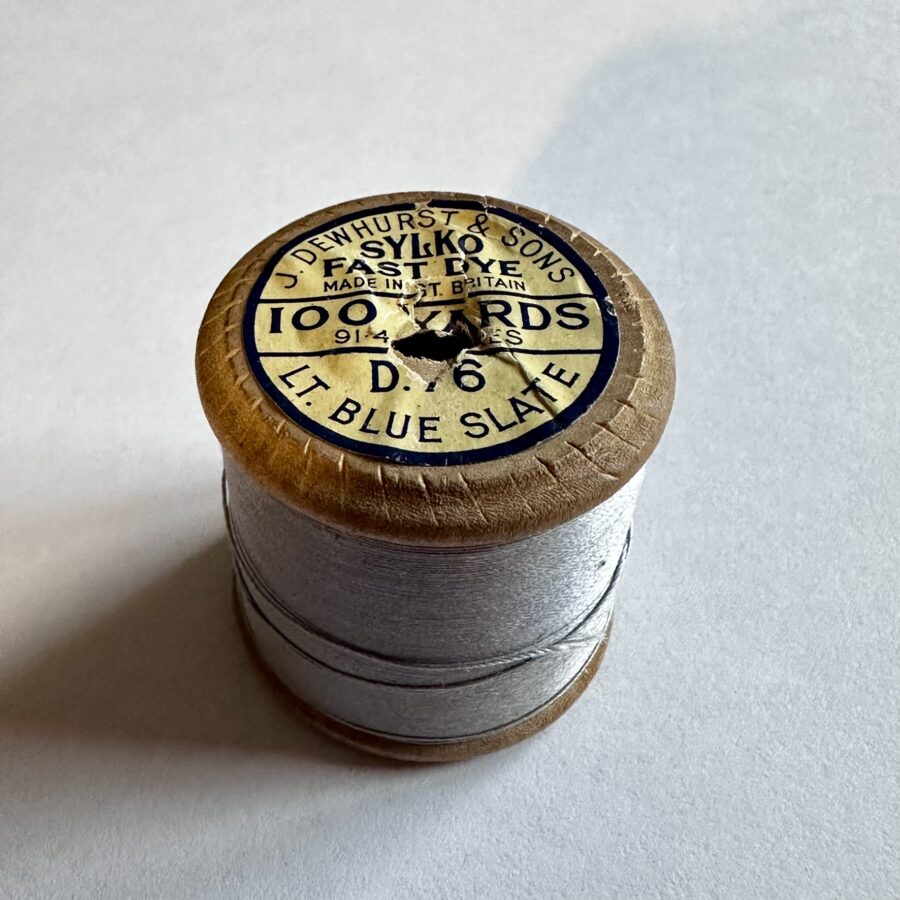 J. DEWHURST & SONS
SYLKO
FAST DYE
MADE IN GT. BRITAIN
100 YARDS
91·4
D.76
LT. BLUE SLATE